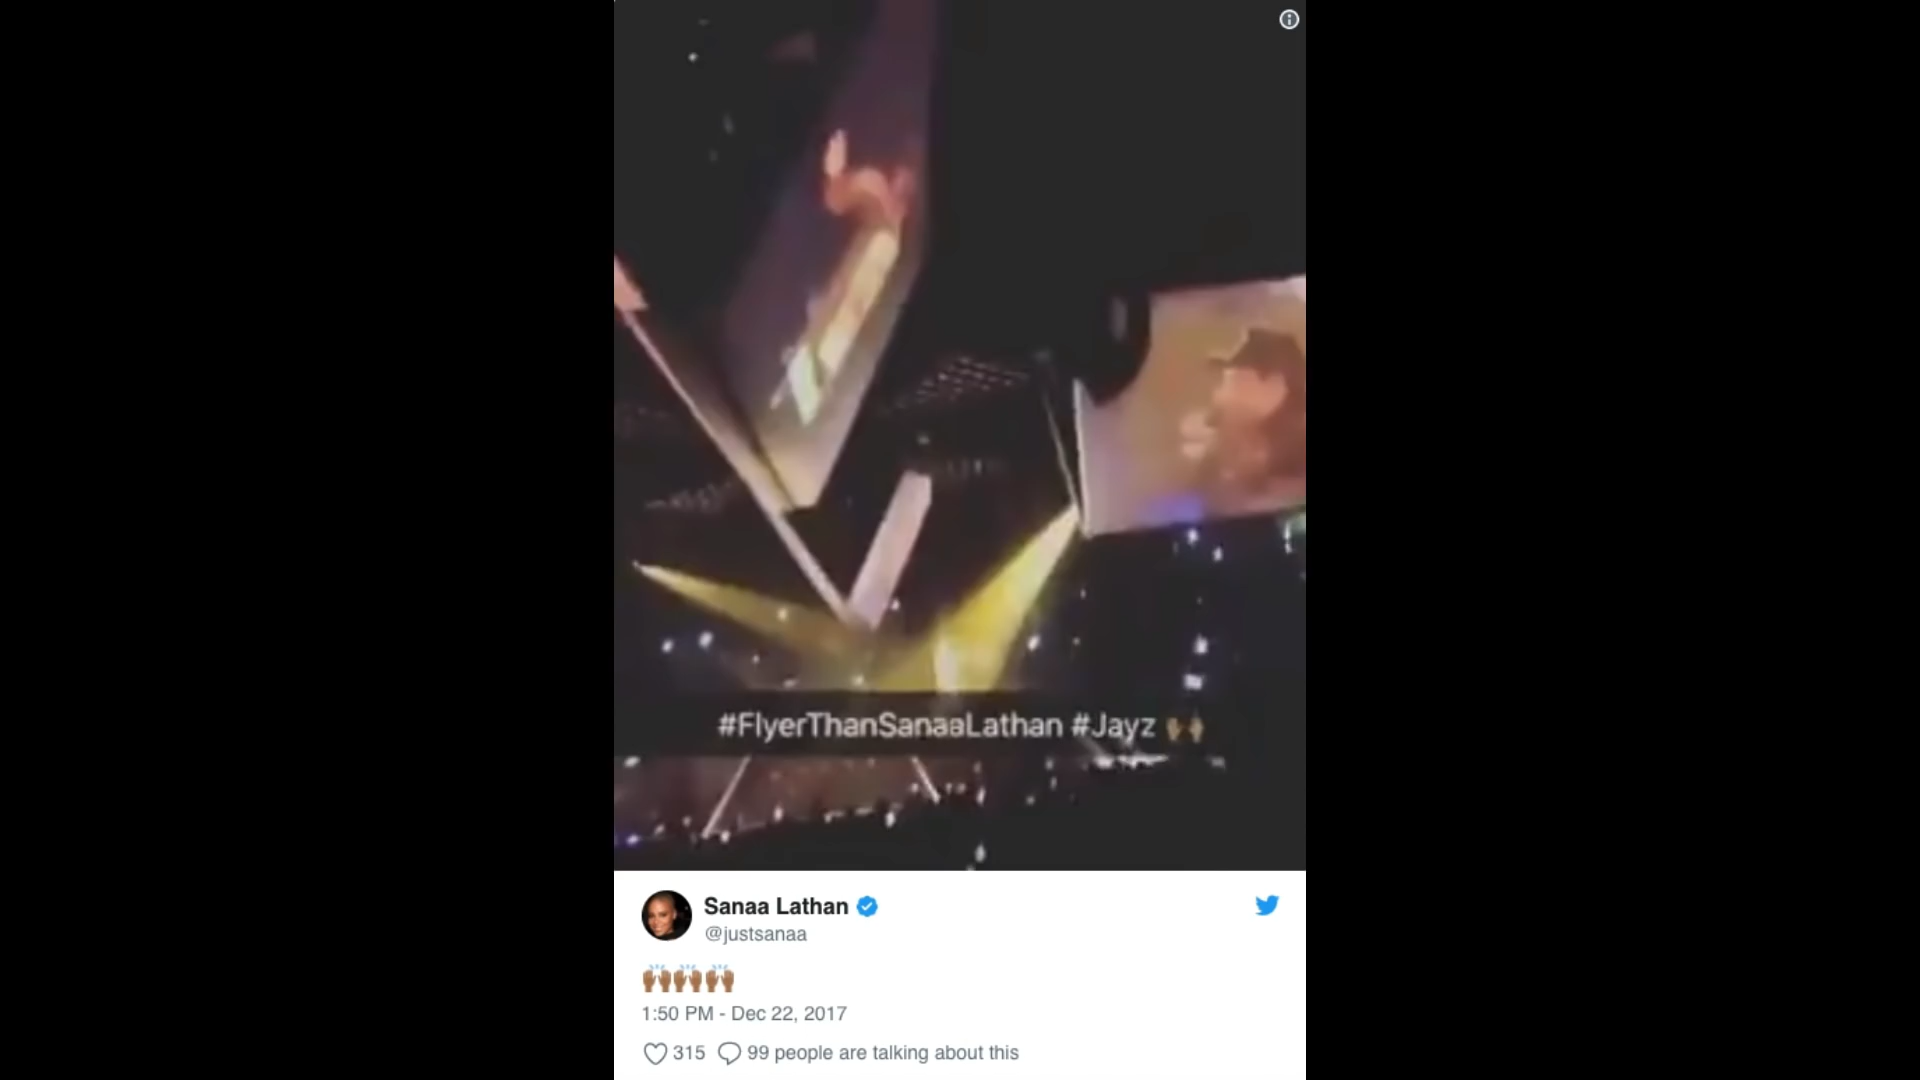 #FlyerThanSanaaLathan #Jayz 🙌🏽
Sanaa Lathan
@justsanaa
🙌🏾🙌🏾🙌🏾
1:50 PM - Dec 22, 2017
315 99 people are talking about this